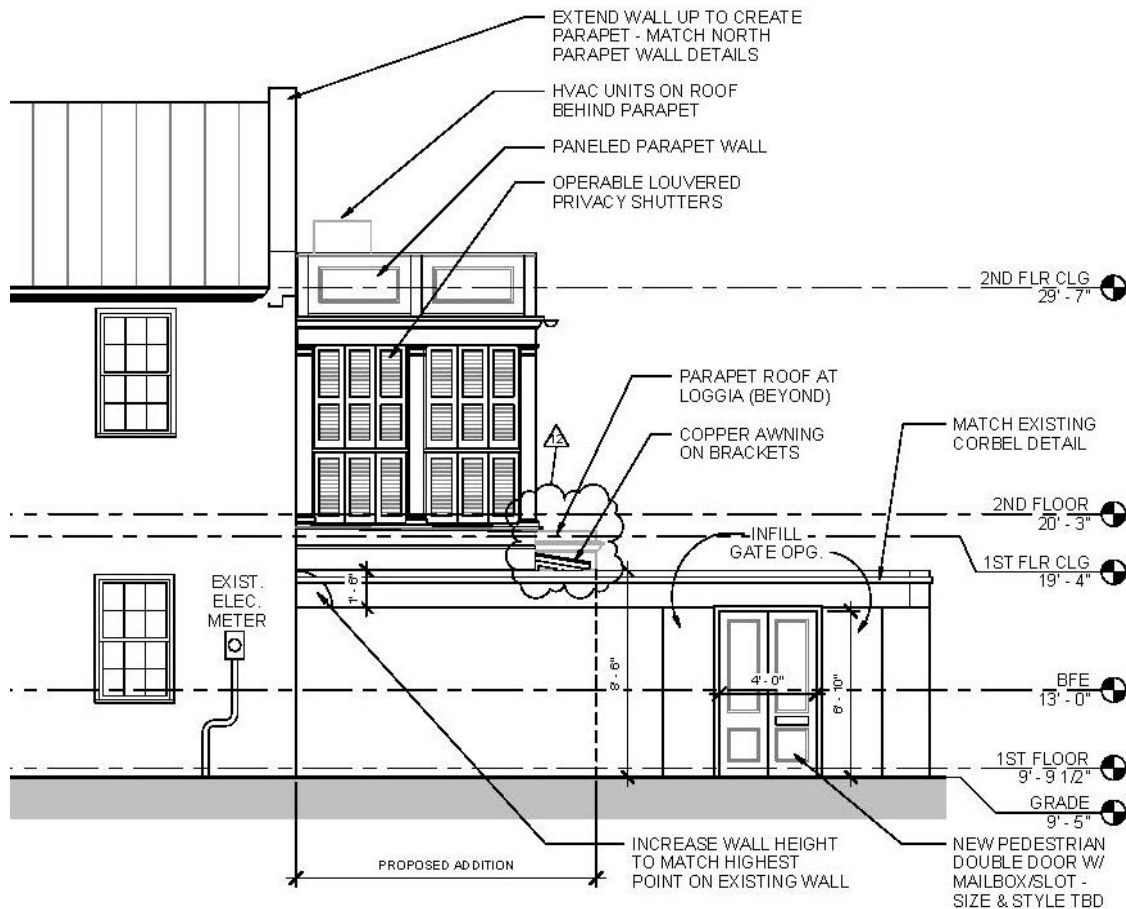 EXTEND WALL UP TO CREATE
PARAPET - MATCH NORTH
PARAPET WALL DETAILS
HVAC UNITS ON ROOF
BEHIND PARAPET
PANELED PARAPET WALL
OPERABLE LOUVERED
PRIVACY SHUTTERS
2ND FLR CLG
29' - 7"
PARAPET ROOF AT
LOGGIA (BEYOND)
12
COPPER AWNING
ON BRACKETS
MATCH EXISTING
CORBEL DETAIL
2ND FLOOR
20' - 3"
INFILL
GATE OPG.
1ST FLR CLG
19' - 4"
EXIST.
ELEC.
METER
1' - 6"
8' - 6"
4' - 0"
6' - 10"
BFE
13' - 0"
1ST FLOOR
9' - 9 1/2"
GRADE
9' - 5"
PROPOSED ADDITION
INCREASE WALL HEIGHT
TO MATCH HIGHEST
POINT ON EXISTING WALL
NEW PEDESTRIAN
DOUBLE DOOR W/
MAILBOX/SLOT -
SIZE & STYLE TBD